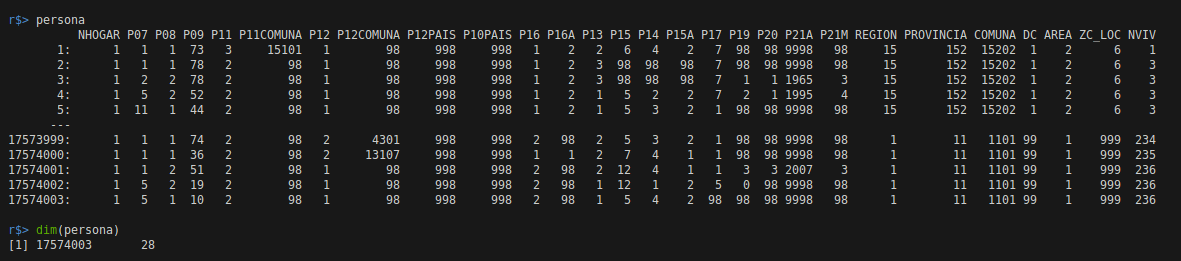 r$> persona
NHOGAR P07 P08 P09 P11 P11COMUNA P12 P12COMUNA P12PAIS P10PAIS P16 P16A P13 P15 P14 P15A P17 P19 P20 P21A P21M REGION PROVINCIA COMUNA DC AREA ZC_LOC NVIV
1: 1 1 1 73 3 15101 1 98 998 998 1 2 2 6 4 2 7 98 98 9998 98 15 152 15202 1 2 6 1
2: 1 1 1 78 2 98 1 98 998 998 1 2 3 98 98 98 7 98 98 9998 98 15 152 15202 1 2 6 3
3: 1 2 2 78 2 98 1 98 998 998 1 2 3 98 98 98 7 1 1 1965 3 15 152 15202 1 2 6 3
4: 1 5 2 52 2 98 1 98 998 998 1 2 1 5 2 2 7 2 1 1995 4 15 152 15202 1 2 6 3
5: 1 11 1 44 2 98 1 98 998 998 1 2 1 5 3 2 1 98 98 9998 98 15 152 15202 1 2 6 3
---
17573999: 1 1 1 74 2 98 2 4301 998 998 2 98 2 5 3 2 1 98 98 9998 98 1 11 1101 99 1 999 234
17574000: 1 1 1 36 2 98 2 13107 998 998 1 1 2 7 4 1 1 98 98 9998 98 1 11 1101 99 1 999 235
17574001: 1 1 2 51 2 98 1 98 998 998 2 98 2 12 4 1 1 3 3 2007 3 1 11 1101 99 1 999 236
17574002: 1 5 2 19 2 98 1 98 998 998 2 98 1 12 1 2 5 0 98 9998 98 1 11 1101 99 1 999 236
17574003: 1 5 1 10 2 98 1 98 998 998 2 98 1 5 4 2 98 98 98 9998 98 1 11 1101 99 1 999 236
r$> dim(persona)
[1] 17574003 28